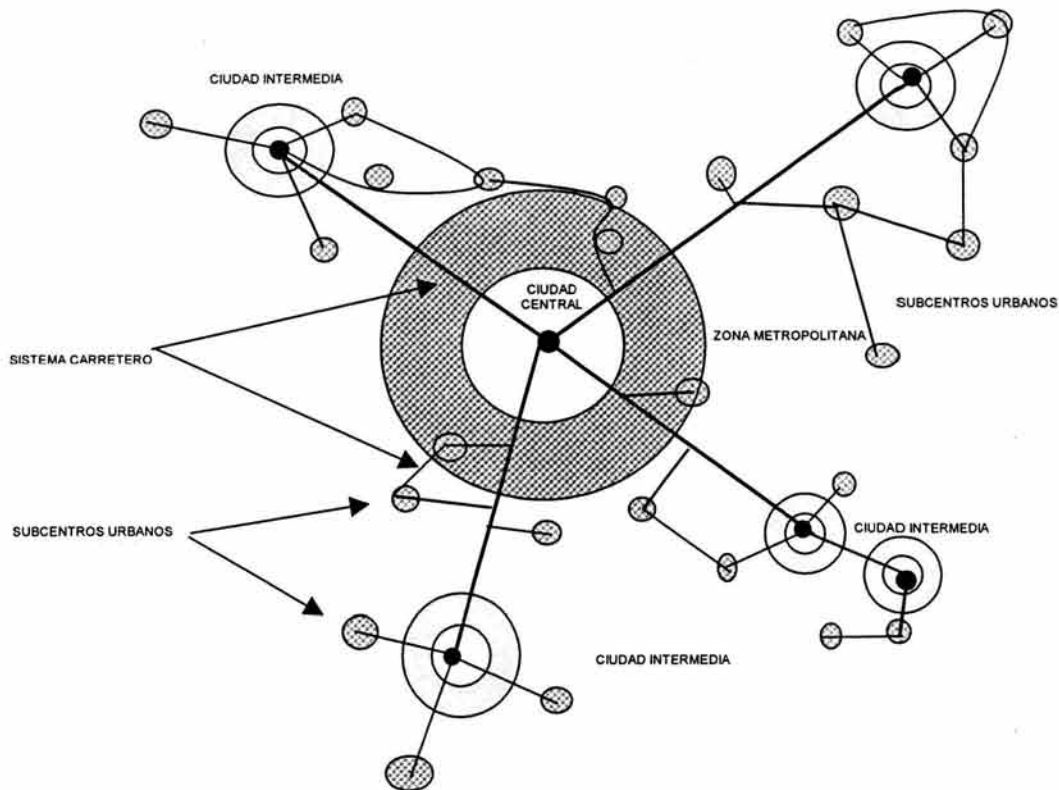 CIUDAD INTERMEDIA
CIUDAD
CENTRAL
SUBCENTROS URBANOS
ZONA METROPOLITANA
SISTEMA CARRETERO
SUBCENTROS URBANOS
CIUDAD INTERMEDIA
CIUDAD INTERMEDIA